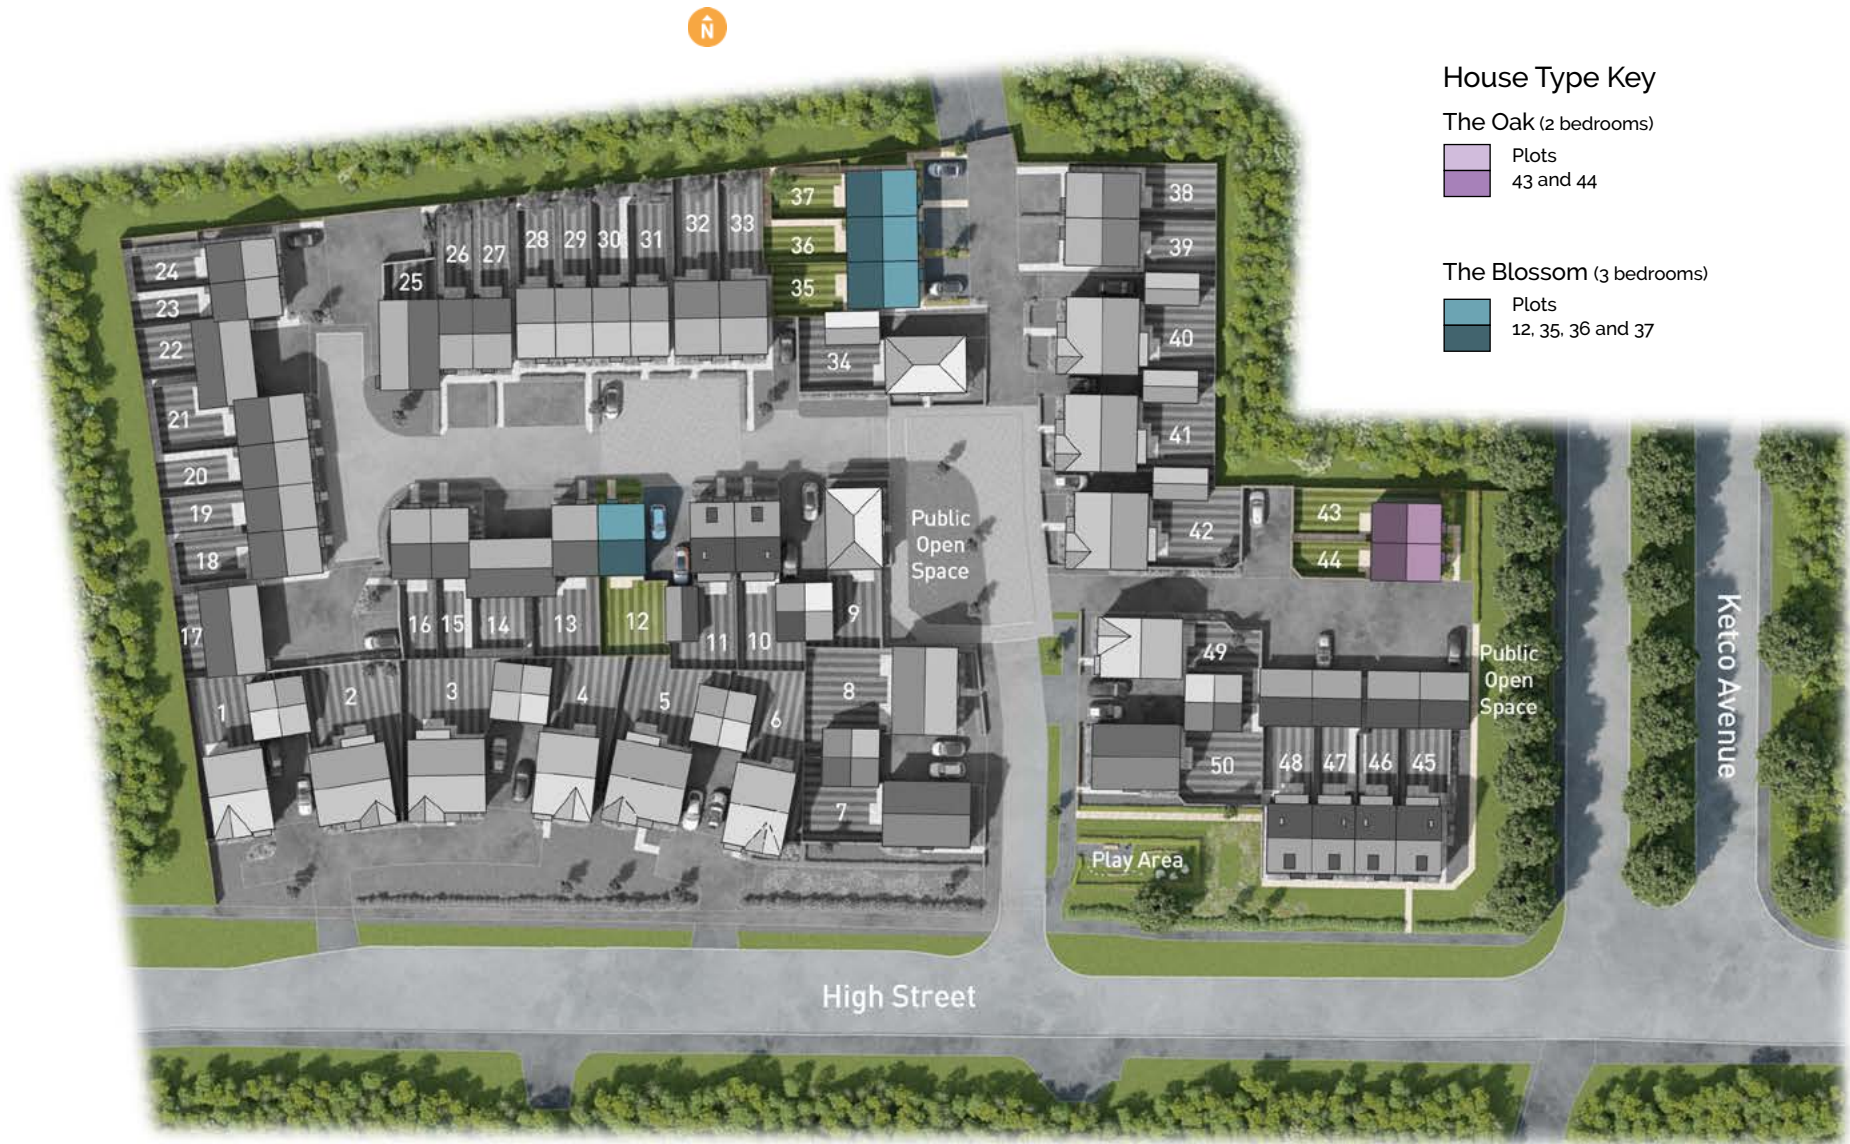 N
House Type Key
The Oak (2 bedrooms)
Plots
43 and 44
The Blossom (3 bedrooms)
Plots
12, 35, 36 and 37
37
36
35
38
39
32
33
31
30
29
28
27
26
25
24
23
22
21
20
19
18
17
34
40
41
42
43
44
Public
Open
Space
16
15
14
13
12
11
10
9
1
2
3
4
5
6
8
7
49
50
48
47
46
45
Public
Open
Space
Ketco Avenue
Play Area
High Street